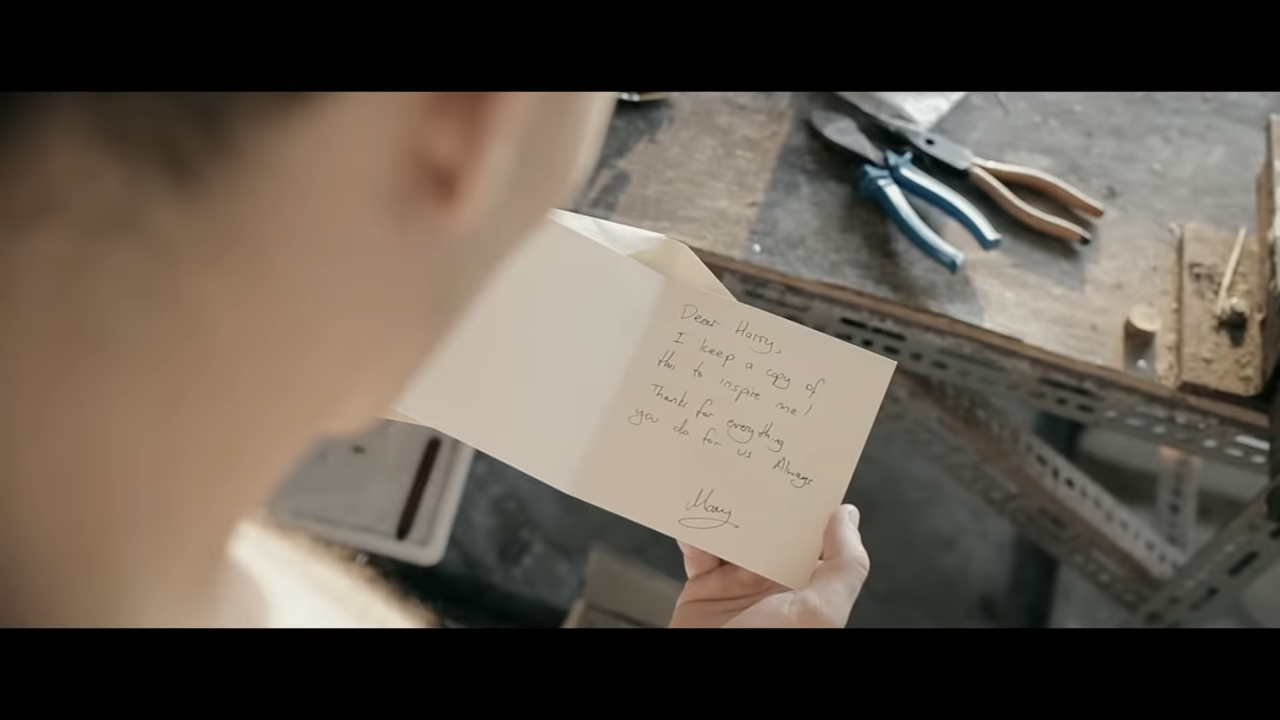 Dear Harry,
I keep a copy of
this to inspire me!
Thanks for everything
you do for us Always
Mary